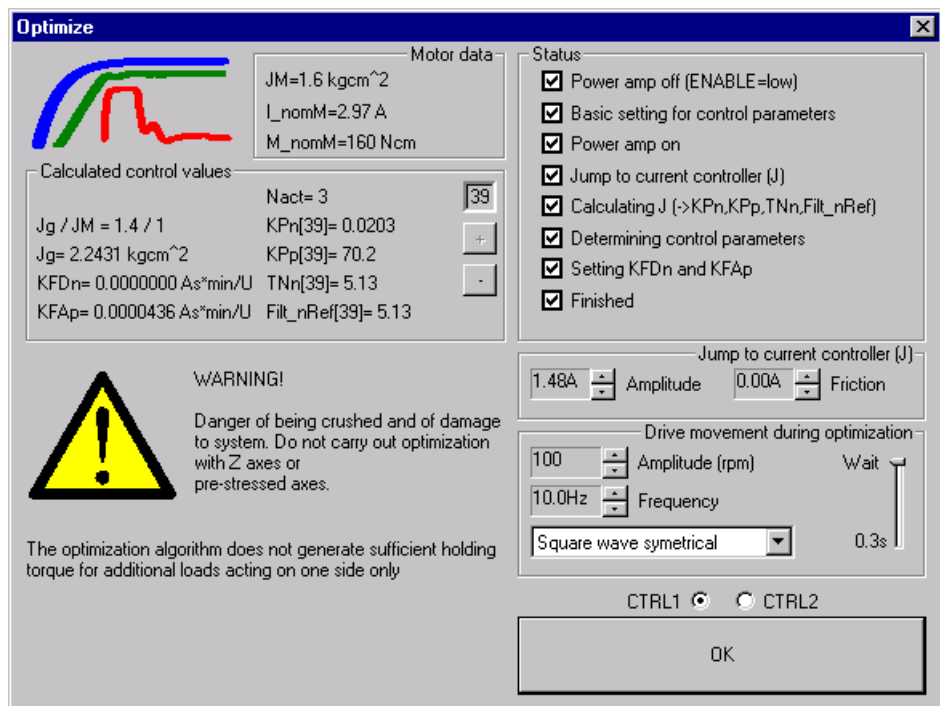 Optimize
Motor data
JM=1.6 kgcm^2
I_nomM=2.97 A
M_nomM=160 Ncm
Calculated control values
Nact= 3
39
Jg / JM = 1.4 / 1
KPn[39]= 0.0203
+
Jg= 2.2431 kgcm^2
KPp[39]= 70.2
KFDn= 0.0000000 As*min/U
TNn[39]= 5.13
-
KFAp= 0.0000436 As*min/U
Filt_nRef[39]= 5.13
WARNING!
Danger of being crushed and of damage
to system. Do not carry out optimization
with Z axes or
pre-stressed axes.
The optimization algorithm does not generate sufficient holding
torque for additional loads acting on one side only
Status
Power amp off (ENABLE=low)
Basic setting for control parameters
Power amp on
Jump to current controller (J)
Calculating J (->KPn,KPp,TNn,Filt_nRef)
Determining control parameters
Setting KFDn and KFAp
Finished
Jump to current controller (J)
1.48A Amplitude 0.00A Friction
Drive movement during optimization
100 Amplitude (rpm) Wait
10.0Hz Frequency
Square wave symetrical 0.3s
CTRL1 CTRL2
OK